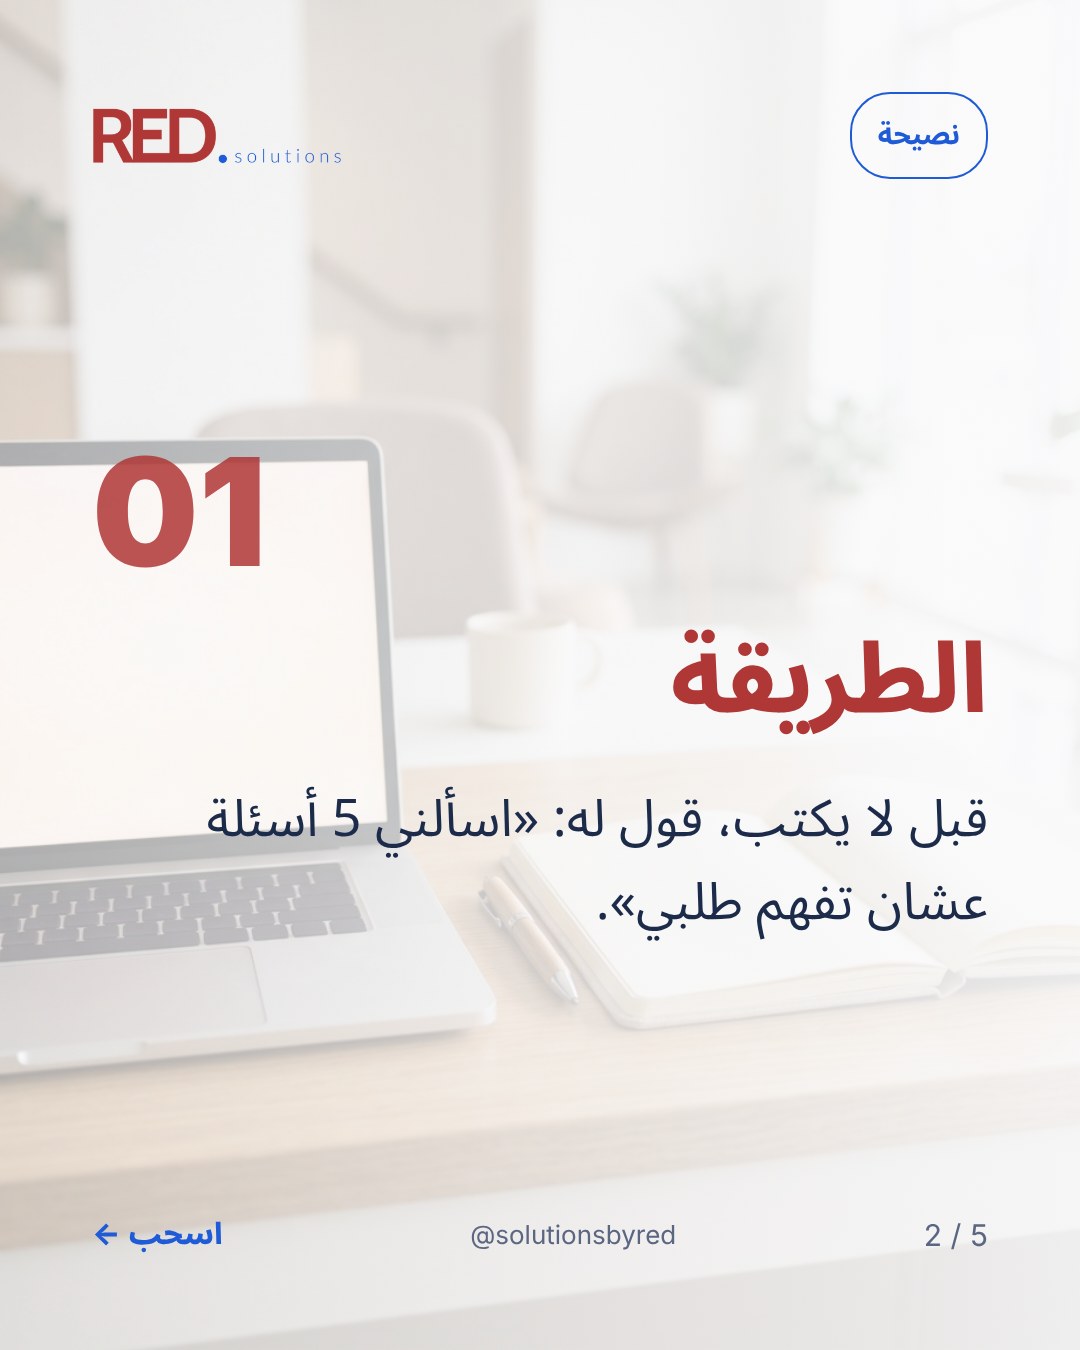 RED.solutions
نصيحة
01
الطريقة
قبل لا يكتب، قول له: «اسألني 5 أسئلة
عشان تفهم طلبي».
اسحب ←
@solutionsbyred
2 / 5